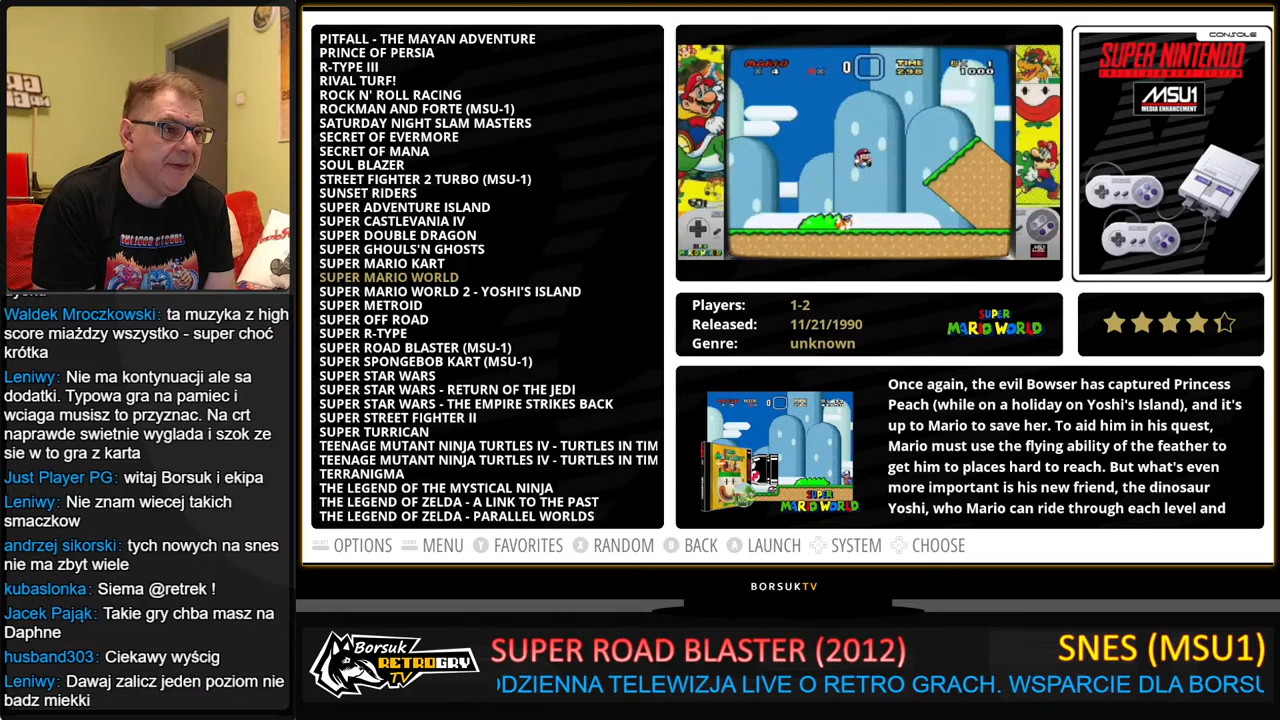 Waldek Mroczkowski: ta muzyka z high
score miażdzy wszystko - super choć
krótka
Leniwy: Nie ma kontynuacji ale sa
dodatki. Typowa gra na pamiec i
wciaga musisz to przyznac. Na crt
naprawde swietnie wyglada i szok ze
sie w to gra z karta
Just Player PG: witaj Borsuk i ekipa
Leniwy: Nie znam wiecej takich
smaczkow
andrzej sikorski: tych nowych na snes
nie ma zbyt wiele
kubaslonka: Siema @retrek !
Jacek Pająk: Takie gry chba masz na
Daphne
husband303: Ciekawy wyścig
Leniwy: Dawaj zalicz jeden poziom nie
badz miekki
PITFALL - THE MAYAN ADVENTURE
PRINCE OF PERSIA
R-TYPE III
RIVAL TURF!
ROCK N' ROLL RACING
ROCKMAN AND FORTE (MSU-1)
SATURDAY NIGHT SLAM MASTERS
SECRET OF EVERMORE
SECRET OF MANA
SOUL BLAZER
STREET FIGHTER 2 TURBO (MSU-1)
SUNSET RIDERS
SUPER ADVENTURE ISLAND
SUPER CASTLEVANIA IV
SUPER DOUBLE DRAGON
SUPER GHOULS'N GHOSTS
SUPER MARIO KART
SUPER MARIO WORLD
SUPER MARIO WORLD 2 - YOSHI'S ISLAND
SUPER METROID
SUPER OFF ROAD
SUPER R-TYPE
SUPER ROAD BLASTER (MSU-1)
SUPER SPONGEBOB KART (MSU-1)
SUPER STAR WARS
SUPER STAR WARS - RETURN OF THE JEDI
SUPER STAR WARS - THE EMPIRE STRIKES BACK
SUPER STREET FIGHTER II
SUPER TURRICAN
TEENAGE MUTANT NINJA TURTLES IV - TURTLES IN TIM
TEENAGE MUTANT NINJA TURTLES IV - TURTLES IN TIM
TERRANIGMA
THE LEGEND OF THE MYSTICAL NINJA
THE LEGEND OF ZELDA - A LINK TO THE PAST
THE LEGEND OF ZELDA - PARALLEL WORLDS
MARIO 0 TIME
x 4 298 1000
CONSOLE
SUPER NINTENDO
ENTERTAINMENT SYSTEM
MSU1
MEDIA ENHANCEMENT
Players: 1-2
Released: 11/21/1990
Genre: unknown
SUPER
MARIO WORLD
SUPER
MARIO WORLD
Once again, the evil Bowser has captured Princess
Peach (while on a holiday on Yoshi's Island), and it's
up to Mario to save her. To aid him in his quest,
Mario must use the flying ability of the feather to
get him to places hard to reach. But what's even
more important is his new friend, the dinosaur
Yoshi, who Mario can ride through each level and
OPTIONS MENU Y FAVORITES X RANDOM B BACK A LAUNCH SYSTEM CHOOSE
BORSUKTV
Borsuk
RETROGRY
TV
SUPER ROAD BLASTER (2012)
SNES (MSU1)
DZIENNA TELEWIZJA LIVE O RETRO GRACH. WSPARCIE DLA BORSU